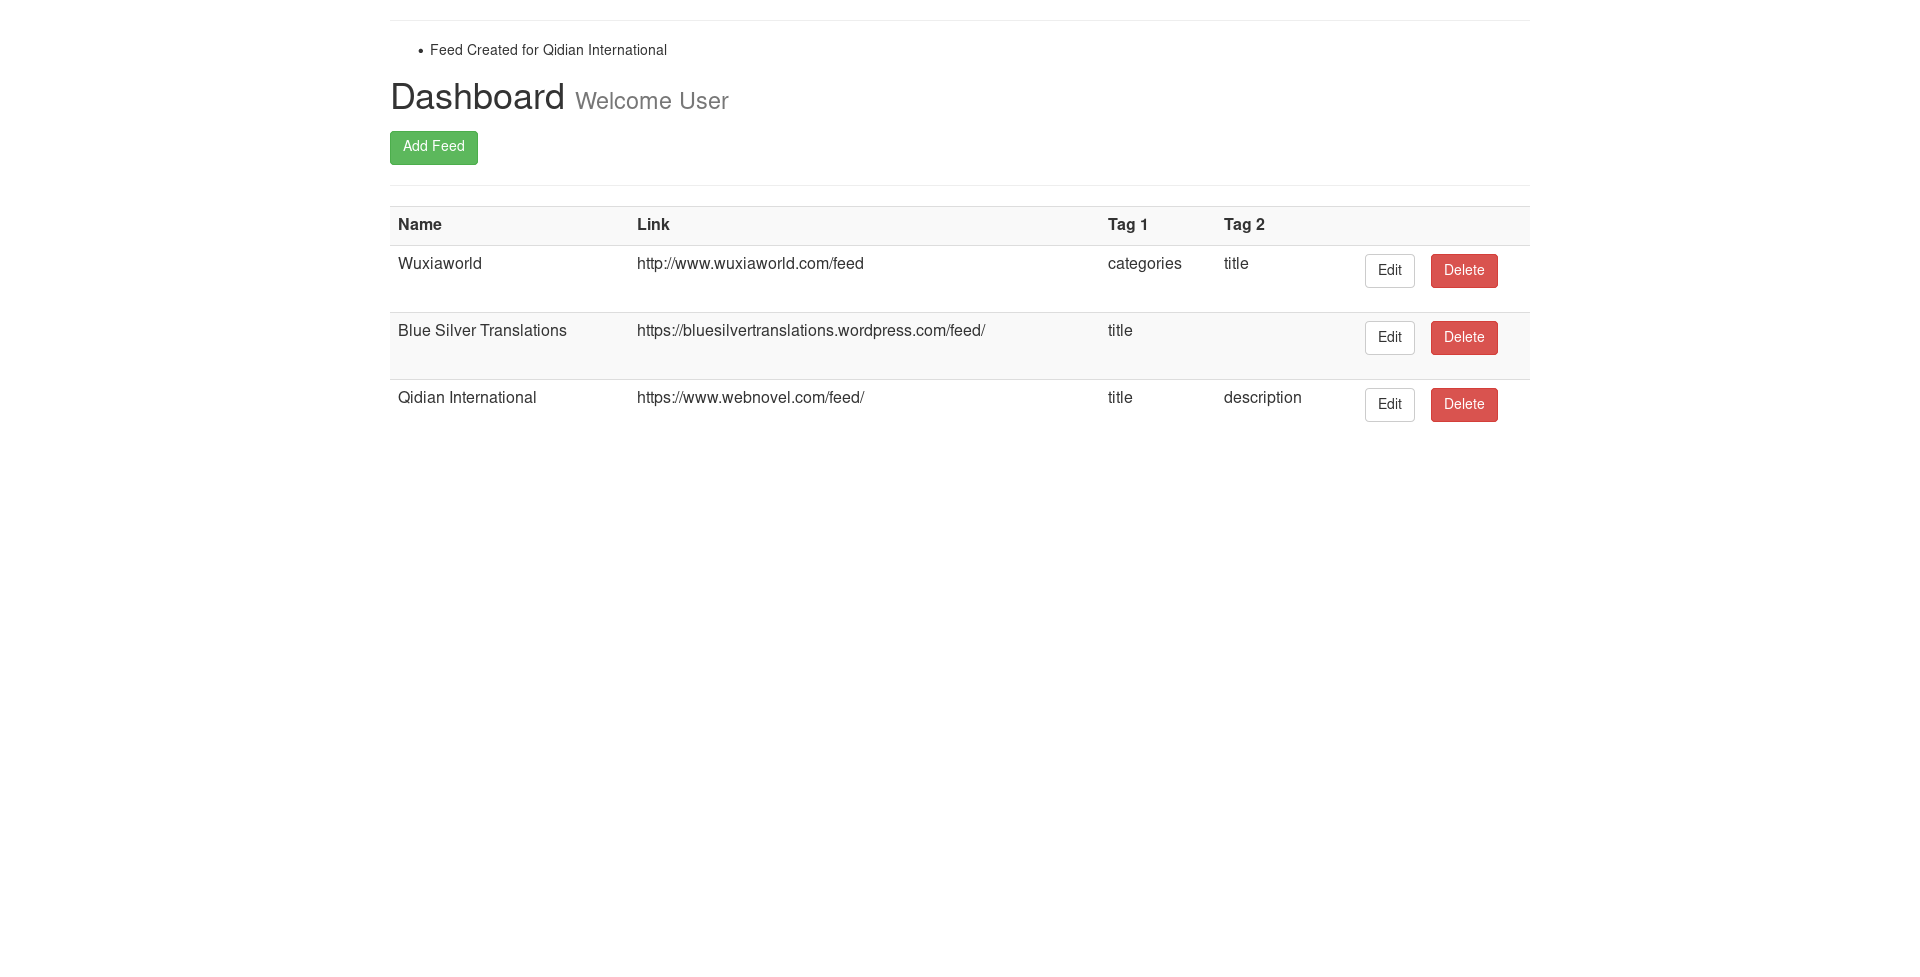 • Feed Created for Qidian International
Dashboard Welcome User
Add Feed
Name Link Tag 1 Tag 2
Wuxiaworld http://www.wuxiaworld.com/feed categories title Edit Delete
Blue Silver Translations https://bluesilvertranslations.wordpress.com/feed/ title Edit Delete
Qidian International https://www.webnovel.com/feed/ title description Edit Delete